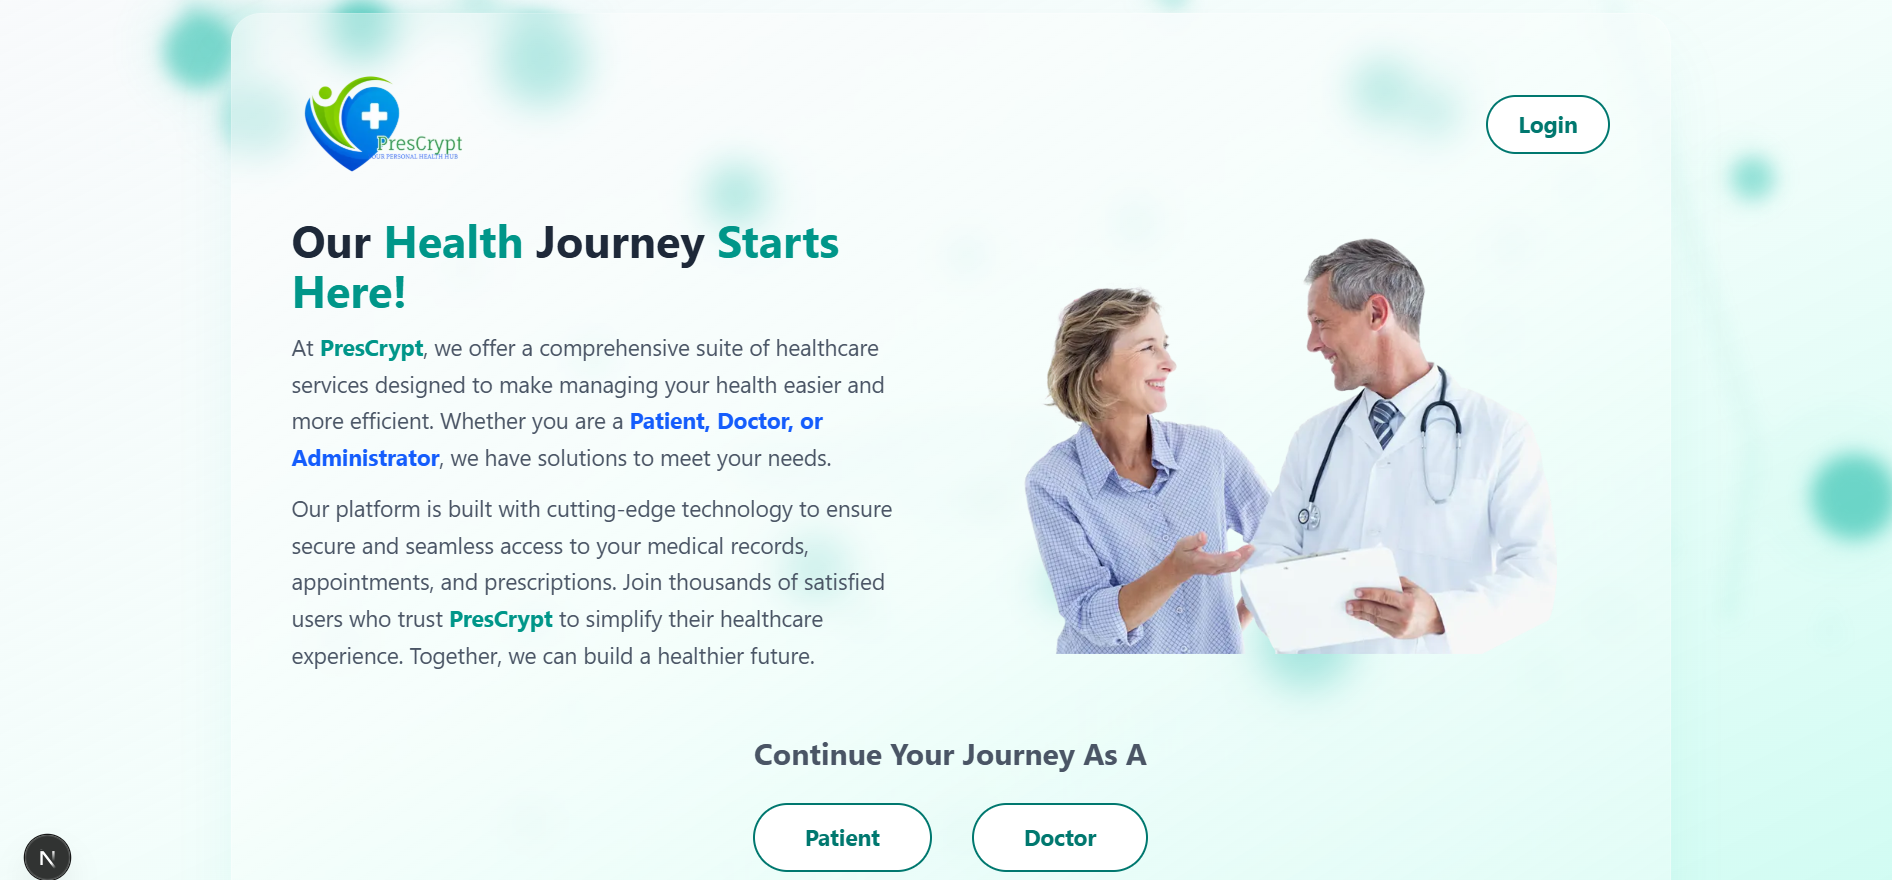 PresCrypt
OUR PERSONAL HEALTH HUB
Login
Our Health Journey Starts
Here!
At PresCrypt, we offer a comprehensive suite of healthcare
services designed to make managing your health easier and
more efficient. Whether you are a Patient, Doctor, or
Administrator, we have solutions to meet your needs.
Our platform is built with cutting-edge technology to ensure
secure and seamless access to your medical records,
appointments, and prescriptions. Join thousands of satisfied
users who trust PresCrypt to simplify their healthcare
experience. Together, we can build a healthier future.
Continue Your Journey As A
Patient
Doctor
N